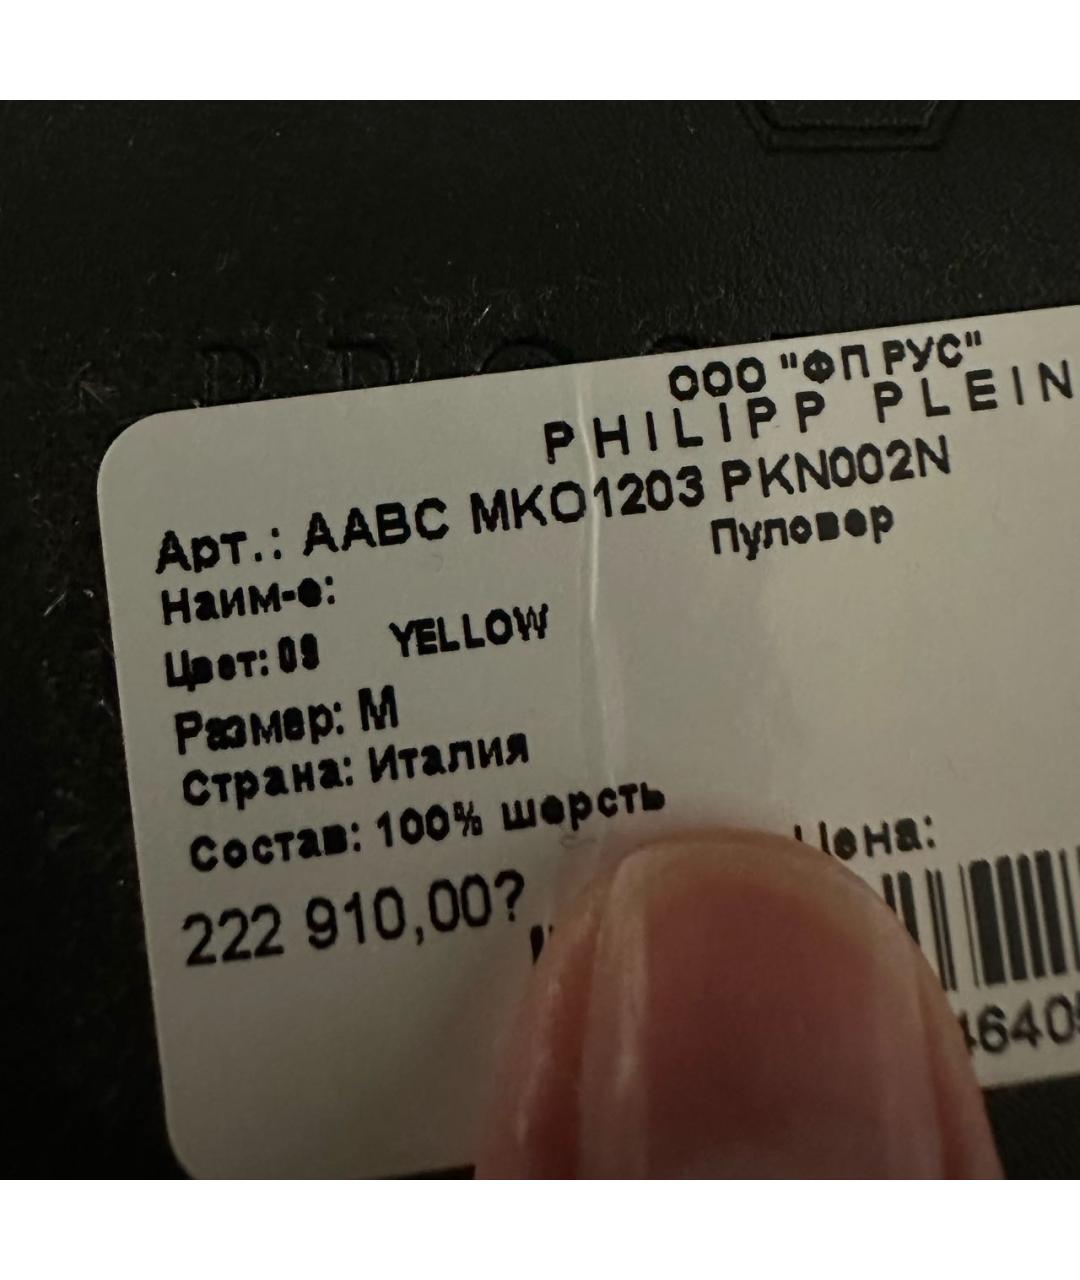 ООО "ФП РУС"
PHILIPP PLEIN
Арт.: AABC MKO1203 PKN002N
Наим-е: Пуловер
Цвет: YELLOW
Размер: M
Страна: Италия
Состав: 100% шерсть
Цена:
222 910,00?